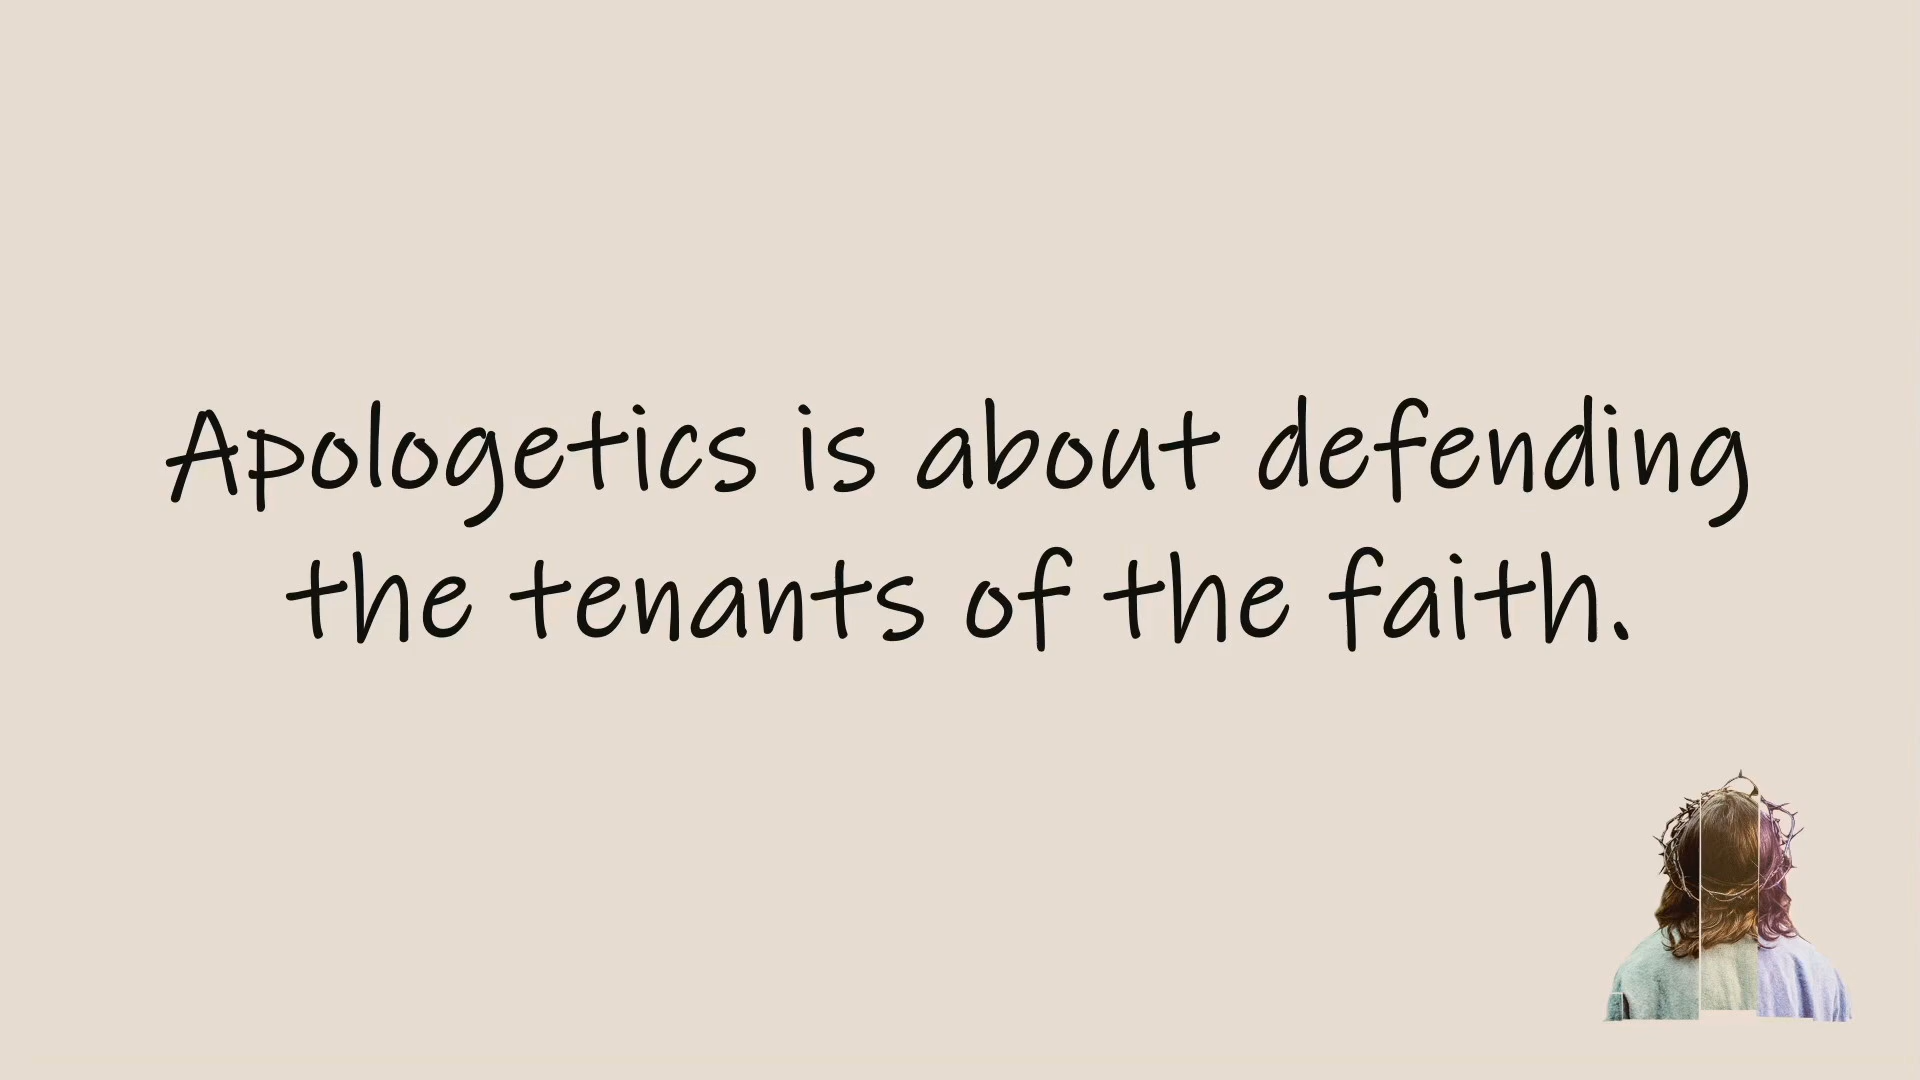 Apologetics is about defending
the tenants of the faith.